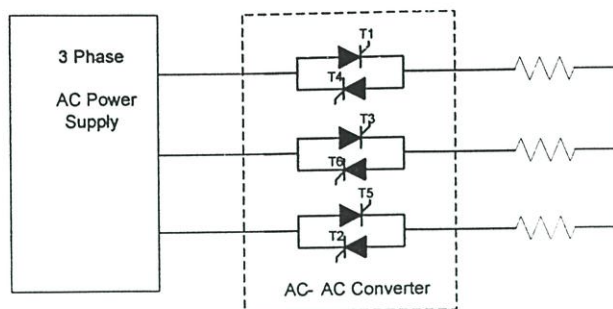 3 Phase
AC Power
Supply
T1
T4
T3
T6
T5
T2
AC- AC Converter